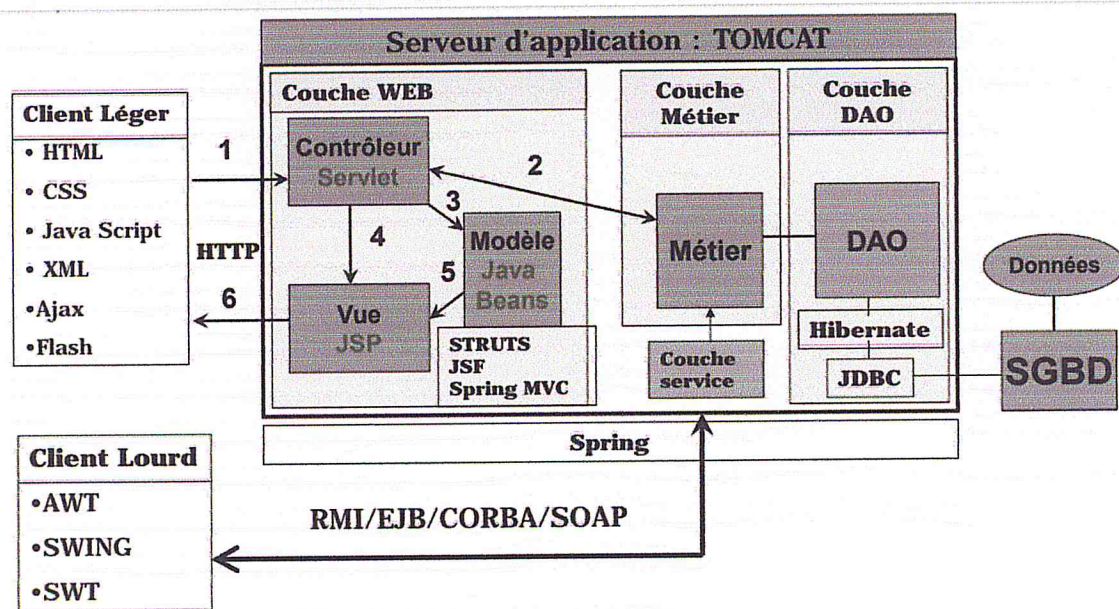 Serveur d'application : TOMCAT
Client Léger
• HTML
• CSS
• Java Script
• XML
•Ajax
•Flash
1
HTTP
6
Couche WEB
Contrôleur
Servlet
2
3
4
Modèle
Java
Beans
5
Vue
JSP
STRUTS
JSF
Spring MVC
Couche
Métier
Métier
Couche
service
Couche
DAO
DAO
Hibernate
JDBC
Données
SGBD
Spring
Client Lourd
•AWT
•SWING
•SWT
RMI/EJB/CORBA/SOAP